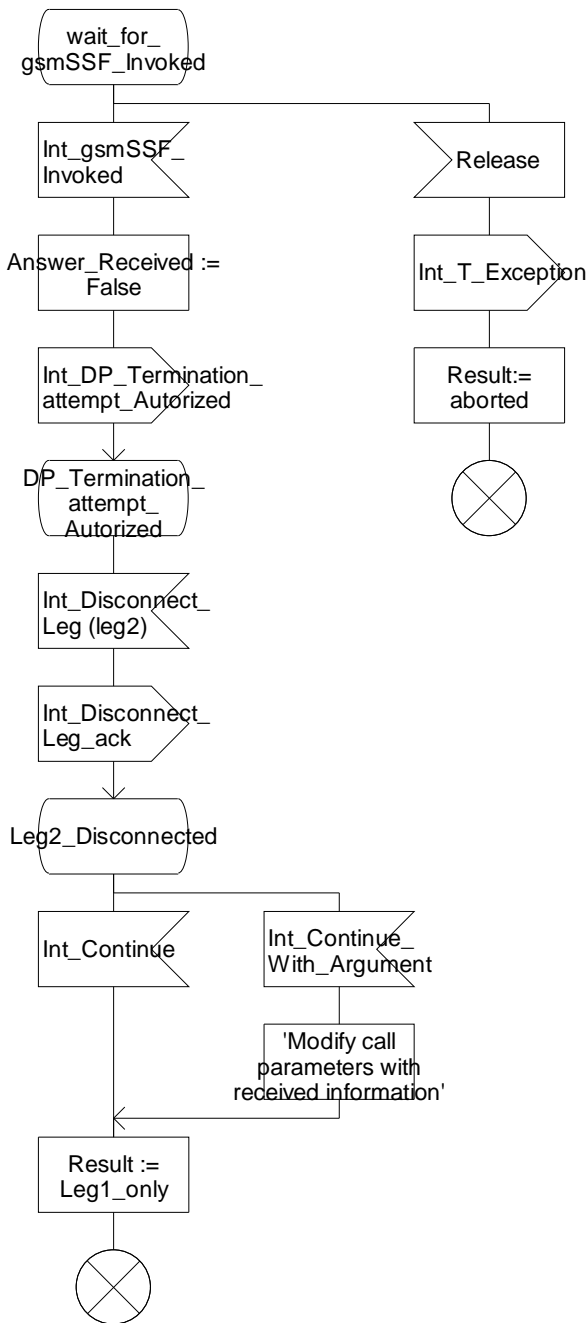 wait_for_
gsmSSF_Invoked
Int_gsmSSF_
Invoked
Release
Answer_Received :=
False
Int_T_Exception
Int_DP_Termination_
attempt_Autorized
Result:=
aborted
DP_Termination_
attempt_
Autorized
Int_Disconnect_
Leg (leg2)
Int_Disconnect_
Leg_ack
Leg2_Disconnected
Int_Continue
Int_Continue_
With_Argument
'Modify call
parameters with
received information'
Result :=
Leg1_only